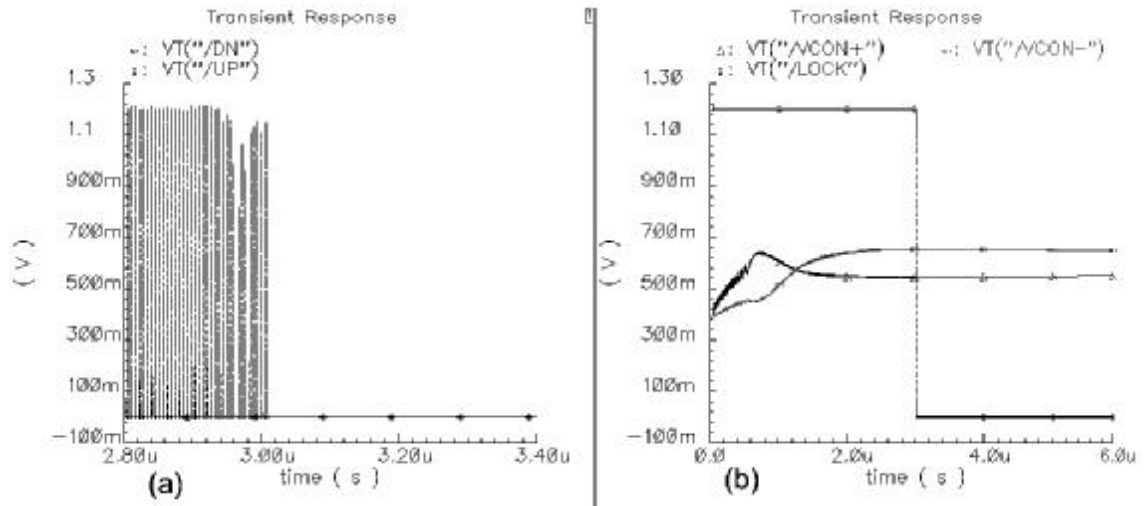 Transient Response
VT("/DN")
VT("/UP")
1.3
1.1
900m
700m
500m
300m
100m
-100m
( V )
2.80u 3.00u 3.20u 3.40u
time ( s )
(a)
Transient Response
VT("/VCON+") VT("/VCON-")
VT("/LOCK")
1.30
1.10
900m
700m
500m
300m
100m
-100m
( V )
0.0 2.0u 4.0u 6.0u
time ( s )
(b)